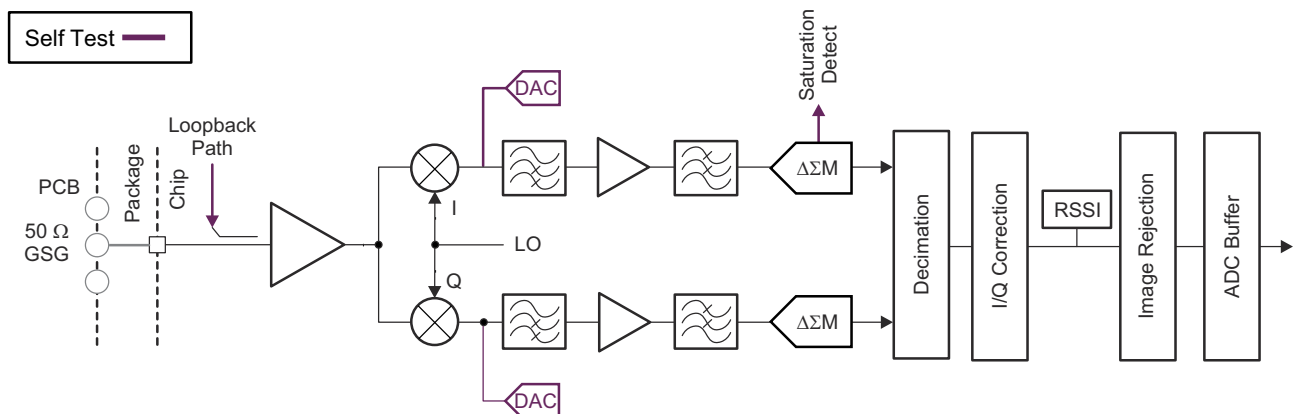 Self Test
DAC
Saturation
Detect
Loopback
Path
PCB
Package
Chip
50 Ω
GSG
I
LO
Q
ΔΣM
ΔΣM
DAC
Decimation
I/Q Correction
RSSI
Image Rejection
ADC Buffer